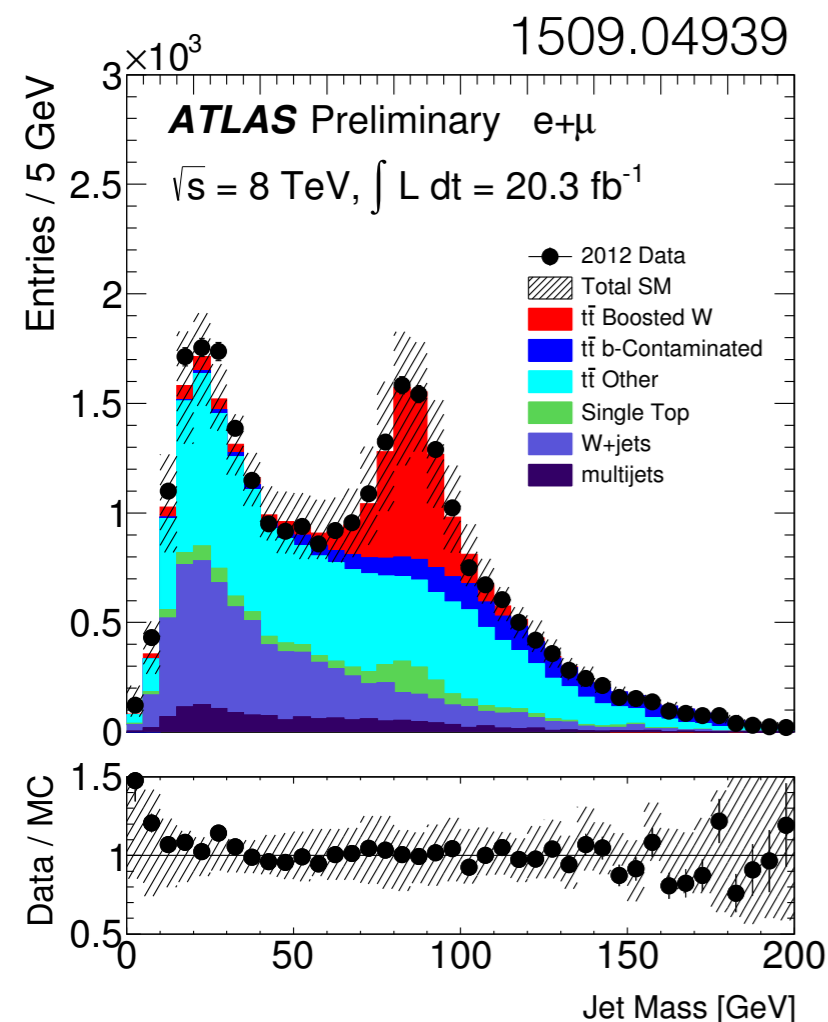 1509.04939
×10³
Entries / 5 GeV
3
2.5
2
1.5
1
0.5
0
ATLAS Preliminary e+μ
√s = 8 TeV, ∫ L dt = 20.3 fb⁻¹
2012 Data
Total SM
tt̄ Boosted W
tt̄ b-Contaminated
tt̄ Other
Single Top
W+jets
multijets
Data / MC
1.5
1
0.5
0 50 100 150 200
Jet Mass [GeV]